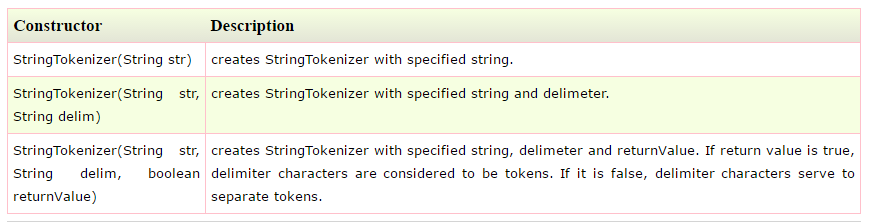 Constructor Description
StringTokenizer(String str) creates StringTokenizer with specified string.
StringTokenizer(String str, creates StringTokenizer with specified string and delimeter.
String delim)
StringTokenizer(String str, creates StringTokenizer with specified string, delimeter and returnValue. If return value is true,
String delim, boolean delimiter characters are considered to be tokens. If it is false, delimiter characters serve to
returnValue) separate tokens.